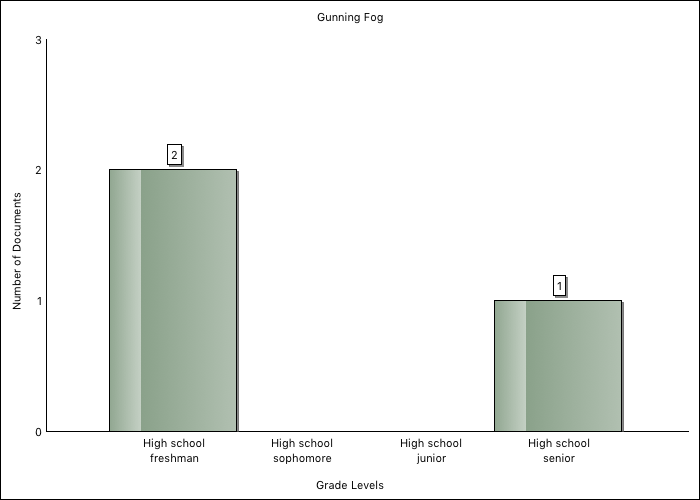 Gunning Fog
3
2
1
0
Number of Documents
2
1
High school
freshman
High school
sophomore
High school
junior
High school
senior
Grade Levels